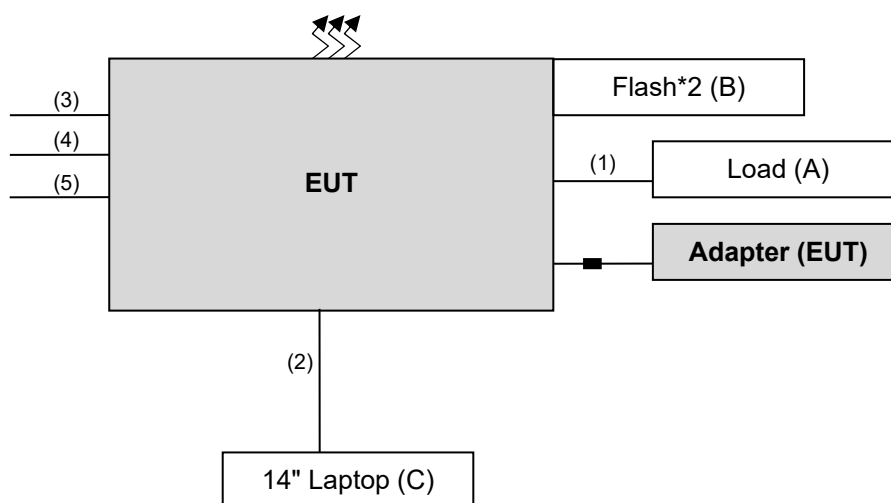 Flash*2 (B)
(3)
(4)
(5)
EUT
(1)
Load (A)
Adapter (EUT)
(2)
14" Laptop (C)